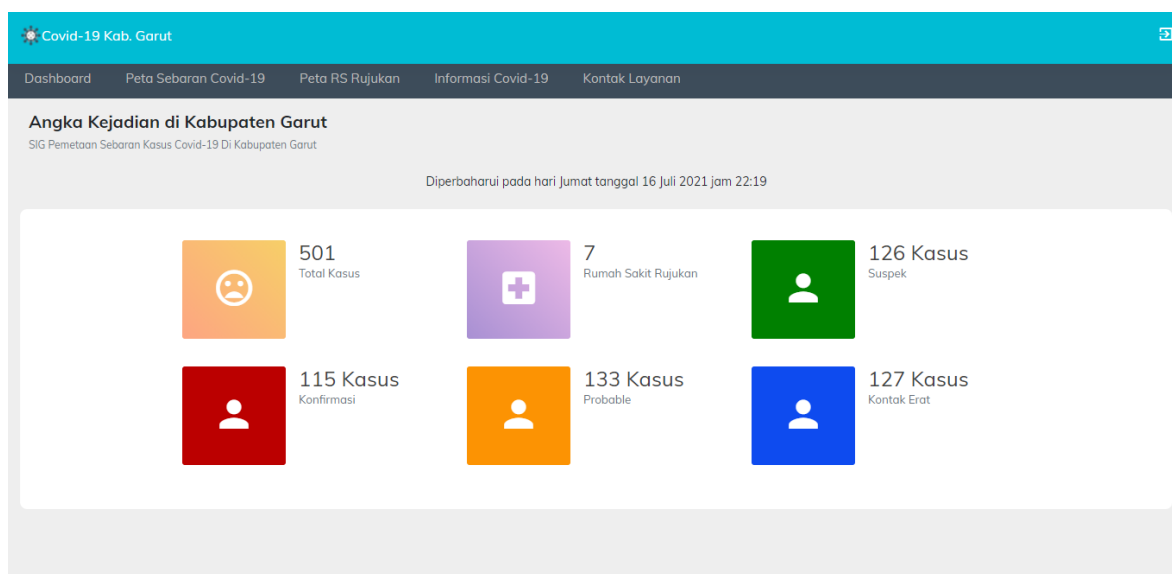 Covid-19 Kab. Garut
Dashboard Peta Sebaran Covid-19 Peta RS Rujukan Informasi Covid-19 Kontak Layanan
Angka Kejadian di Kabupaten Garut
SIG Pemetaan Sebaran Kasus Covid-19 Di Kabupaten Garut
Diperbaharui pada hari Jumat tanggal 16 Juli 2021 jam 22:19
501
Total Kasus
7
Rumah Sakit Rujukan
126 Kasus
Suspek
115 Kasus
Konfirmasi
133 Kasus
Probable
127 Kasus
Kontak Erat